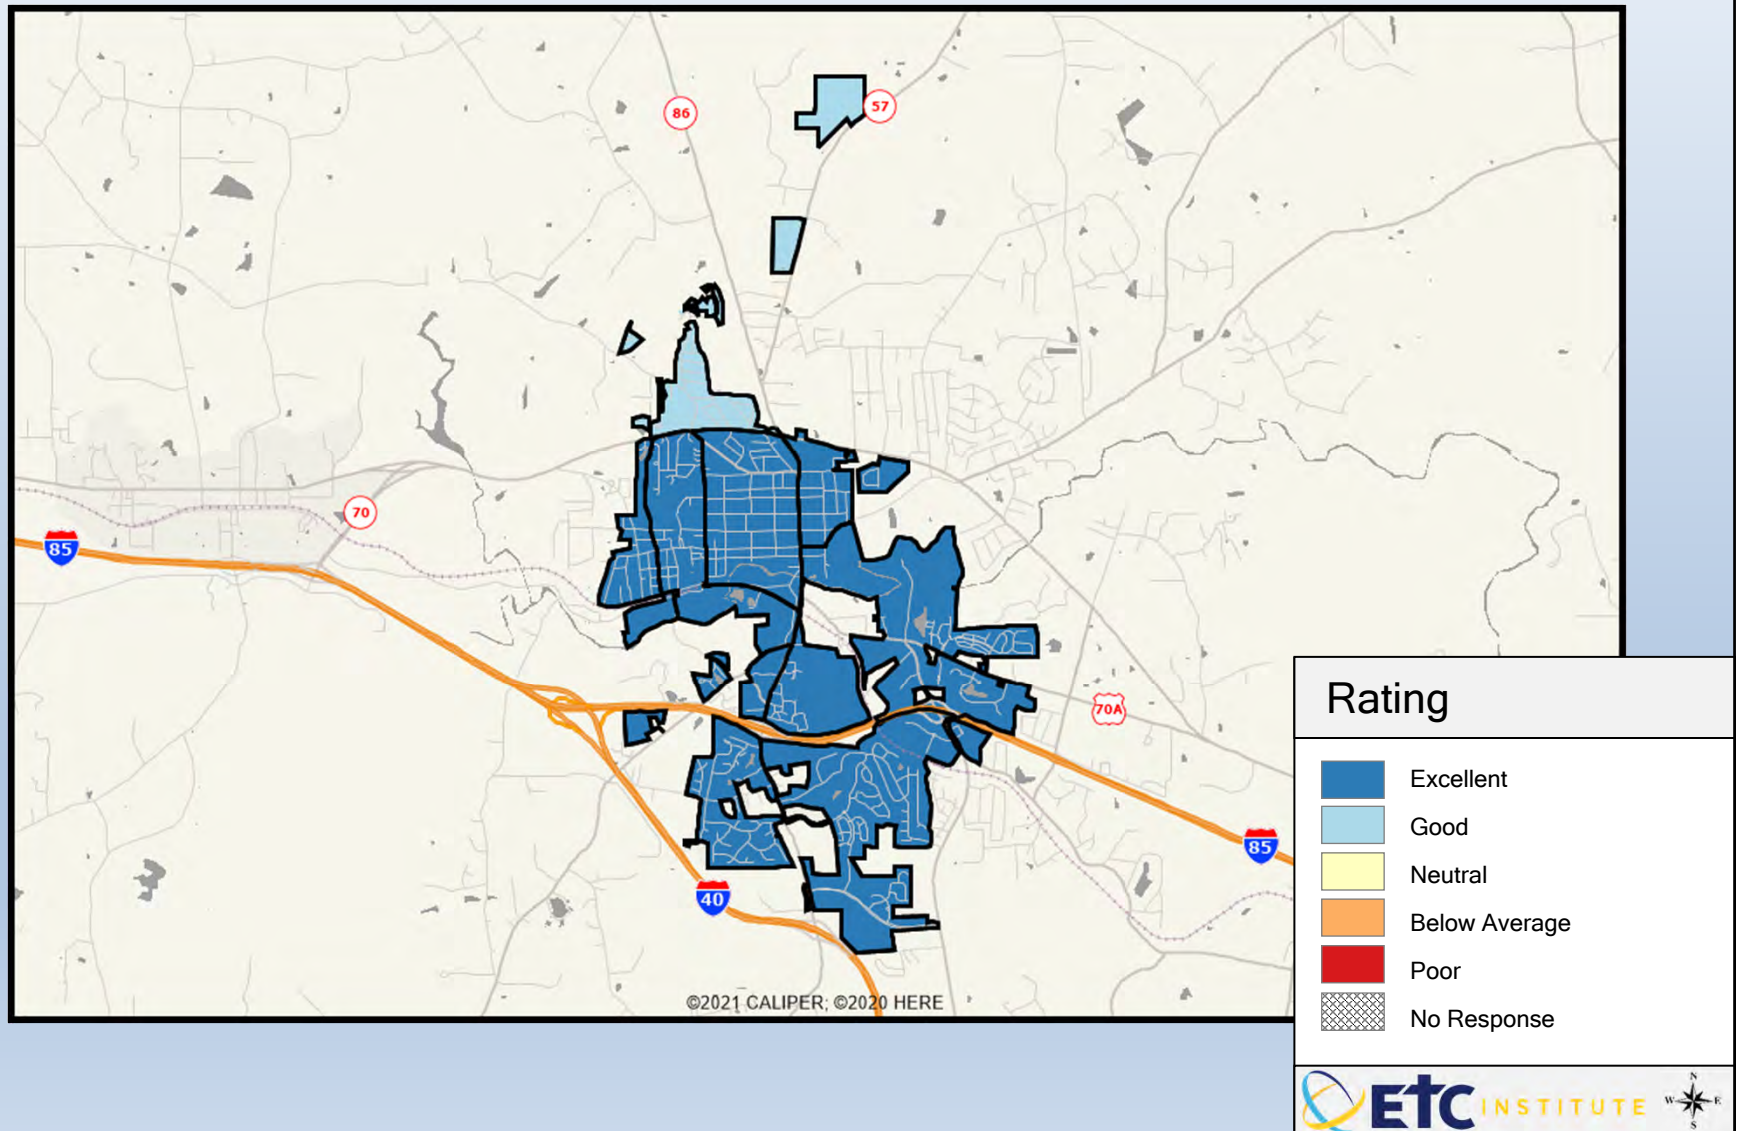 86
57
70
85
70A
85
40
©2021 CALIPER; ©2020 HERE
Rating
Excellent
Good
Neutral
Below Average
Poor
No Response
ETC INSTITUTE
N
W E
S